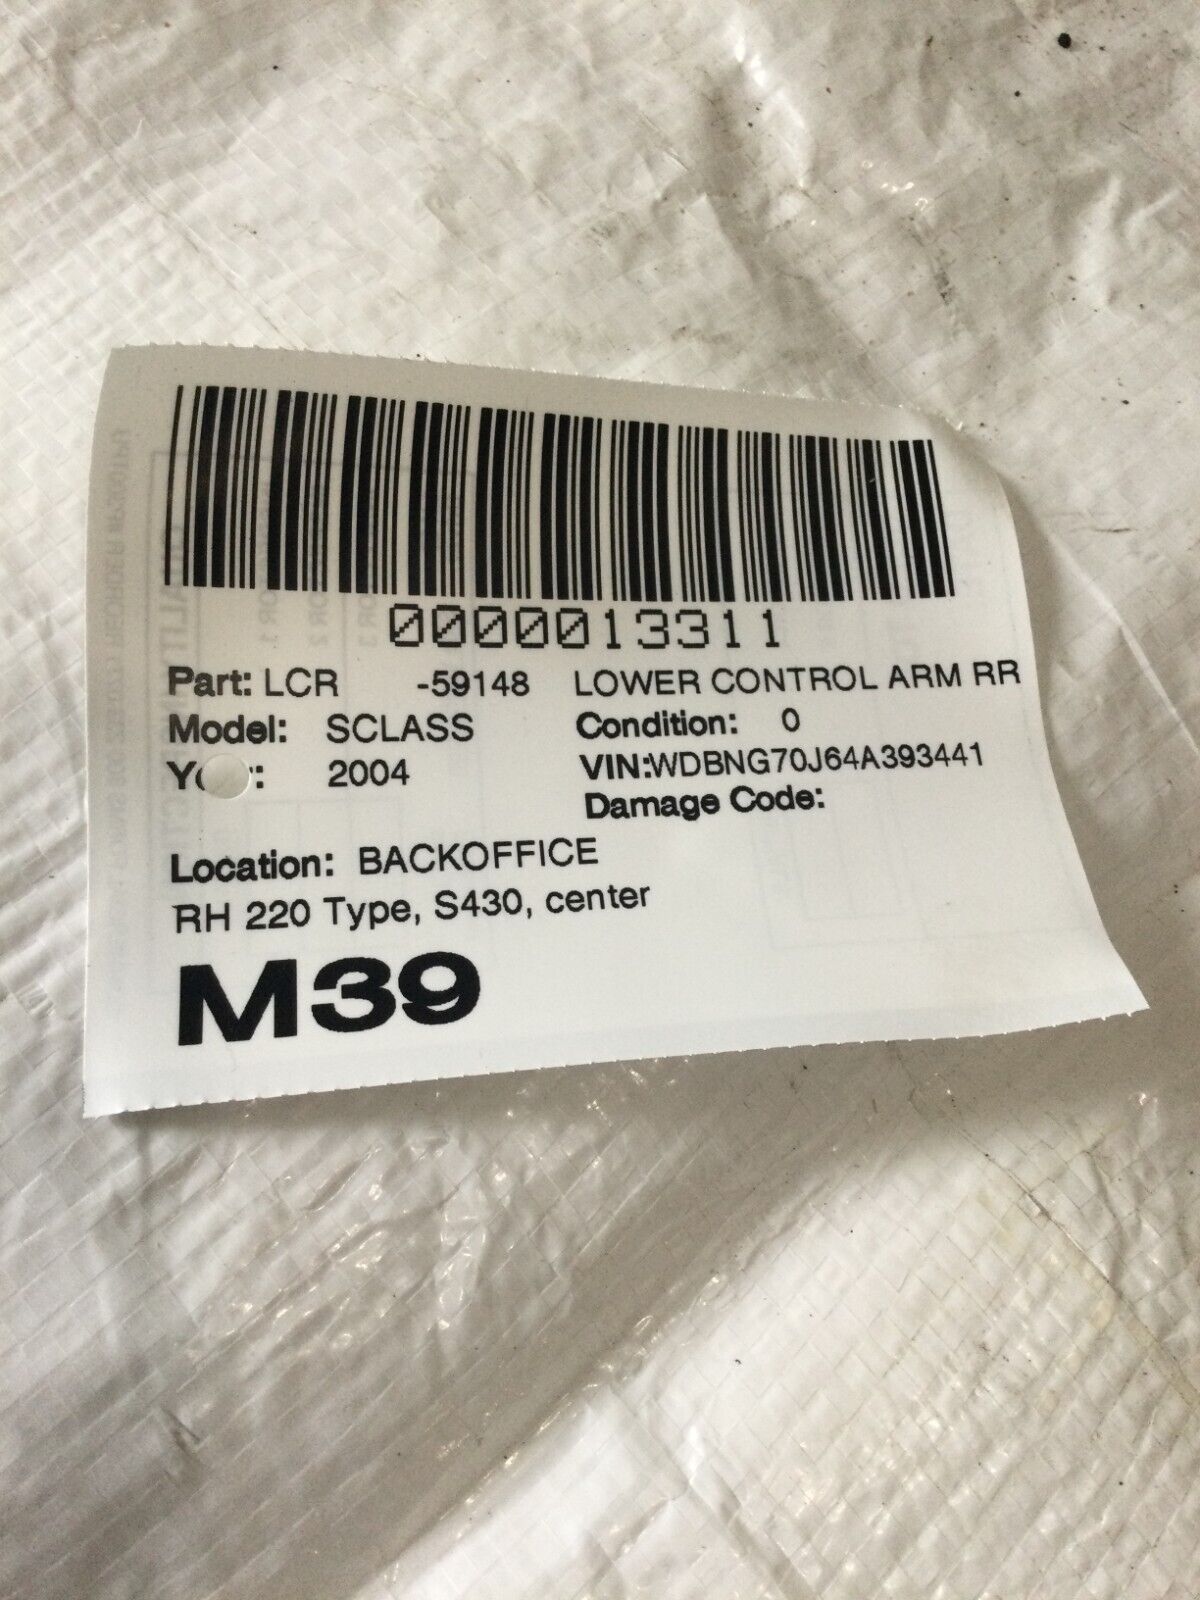 0000013311
Part: LCR -59148 LOWER CONTROL ARM RR
Model: SCLASS Condition: 0
2004 VIN:WDBNG70J64A393441
Damage Code:
Location: BACKOFFICE
RH 220 Type, S430, center
M39